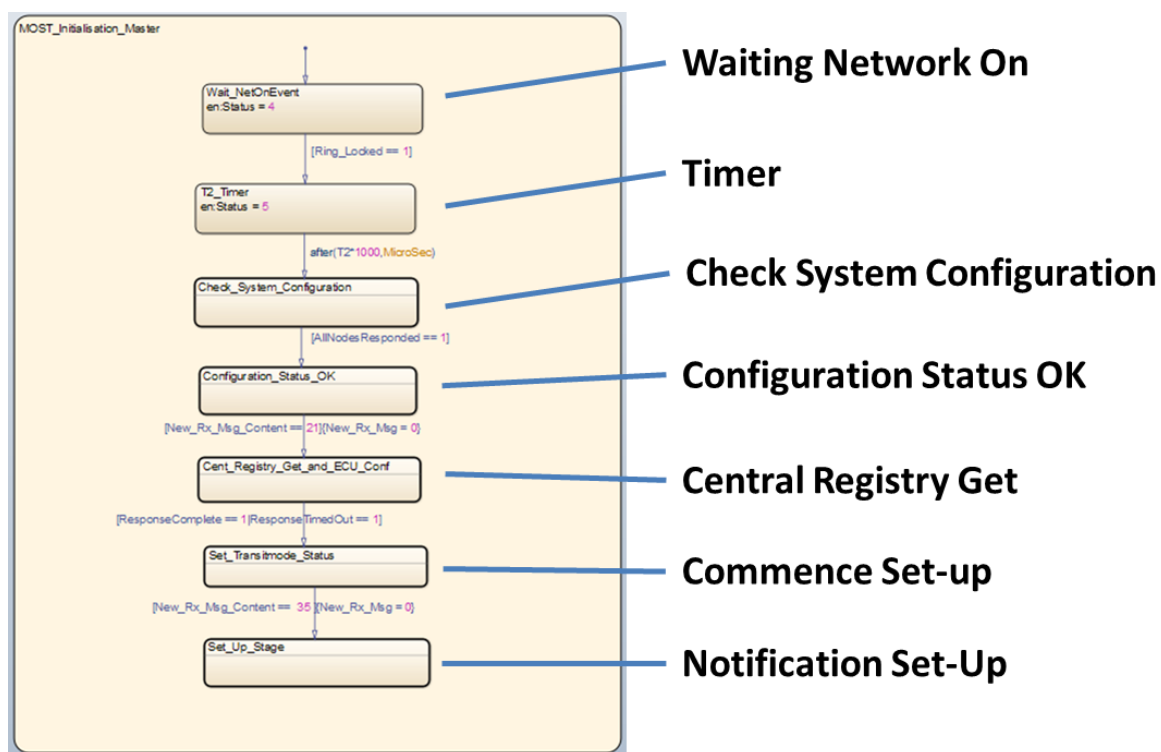 MOST_Initialisation_Master
Wait_NetOnEvent
en:Status = 4
Waiting Network On
[Ring_Locked == 1]
T2_Timer
en:Status = 5
Timer
after(T2*1000,MicroSec)
Check_System_Configuration
Check System Configuration
[AllNodesResponded == 1]
Configuration_Status_OK
Configuration Status OK
[New_Rx_Msg_Content == 21]{New_Rx_Msg = 0}
Cent_Registry_Get_and_ECU_Conf
Central Registry Get
[ResponseComplete == 1|ResponseTimedOut == 1]
Set_Transitmode_Status
Commence Set-up
[New_Rx_Msg_Content == 35]{New_Rx_Msg = 0}
Set_Up_Stage
Notification Set-Up